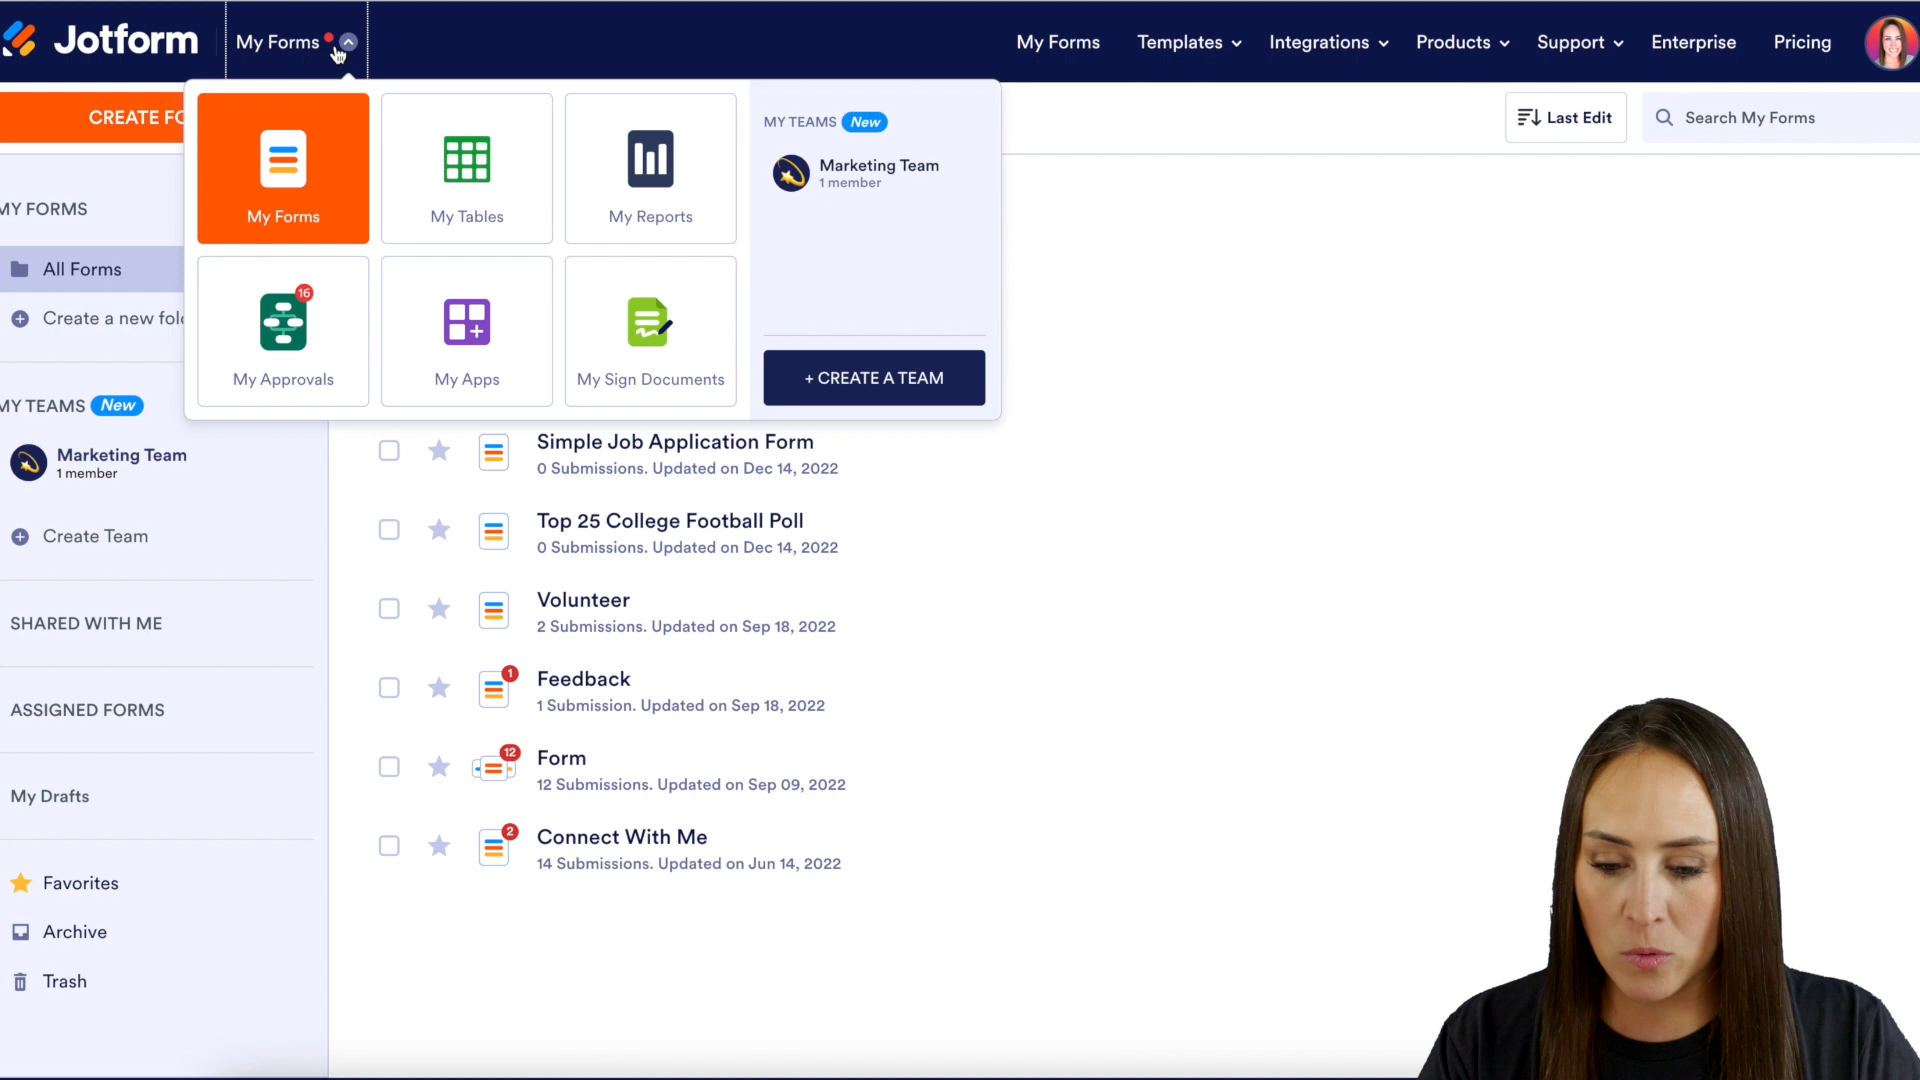 Jotform
My Forms
My Forms
Templates
Integrations
Products
Support
Enterprise
Pricing
CREATE FO
Last Edit
Search My Forms
My Forms
My Tables
My Reports
16
My Approvals
My Apps
My Sign Documents
MY TEAMS New
Marketing Team
1 member
+ CREATE A TEAM
MY FORMS
All Forms
Create a new fol
MY TEAMS New
Marketing Team
1 member
Create Team
SHARED WITH ME
ASSIGNED FORMS
My Drafts
Favorites
Archive
Trash
Simple Job Application Form
0 Submissions. Updated on Dec 14, 2022
Top 25 College Football Poll
0 Submissions. Updated on Dec 14, 2022
Volunteer
2 Submissions. Updated on Sep 18, 2022
1
Feedback
1 Submission. Updated on Sep 18, 2022
12
Form
12 Submissions. Updated on Sep 09, 2022
2
Connect With Me
14 Submissions. Updated on Jun 14, 2022